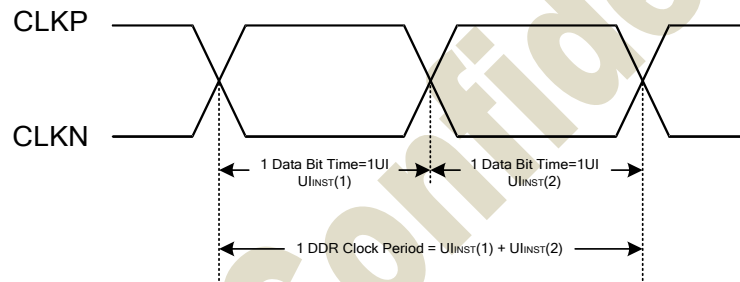 CLKP
CLKN
1 Data Bit Time=1UI
UIINST(1)
1 Data Bit Time=1UI
UIINST(2)
1 DDR Clock Period = UIINST(1) + UIINST(2)
Confide